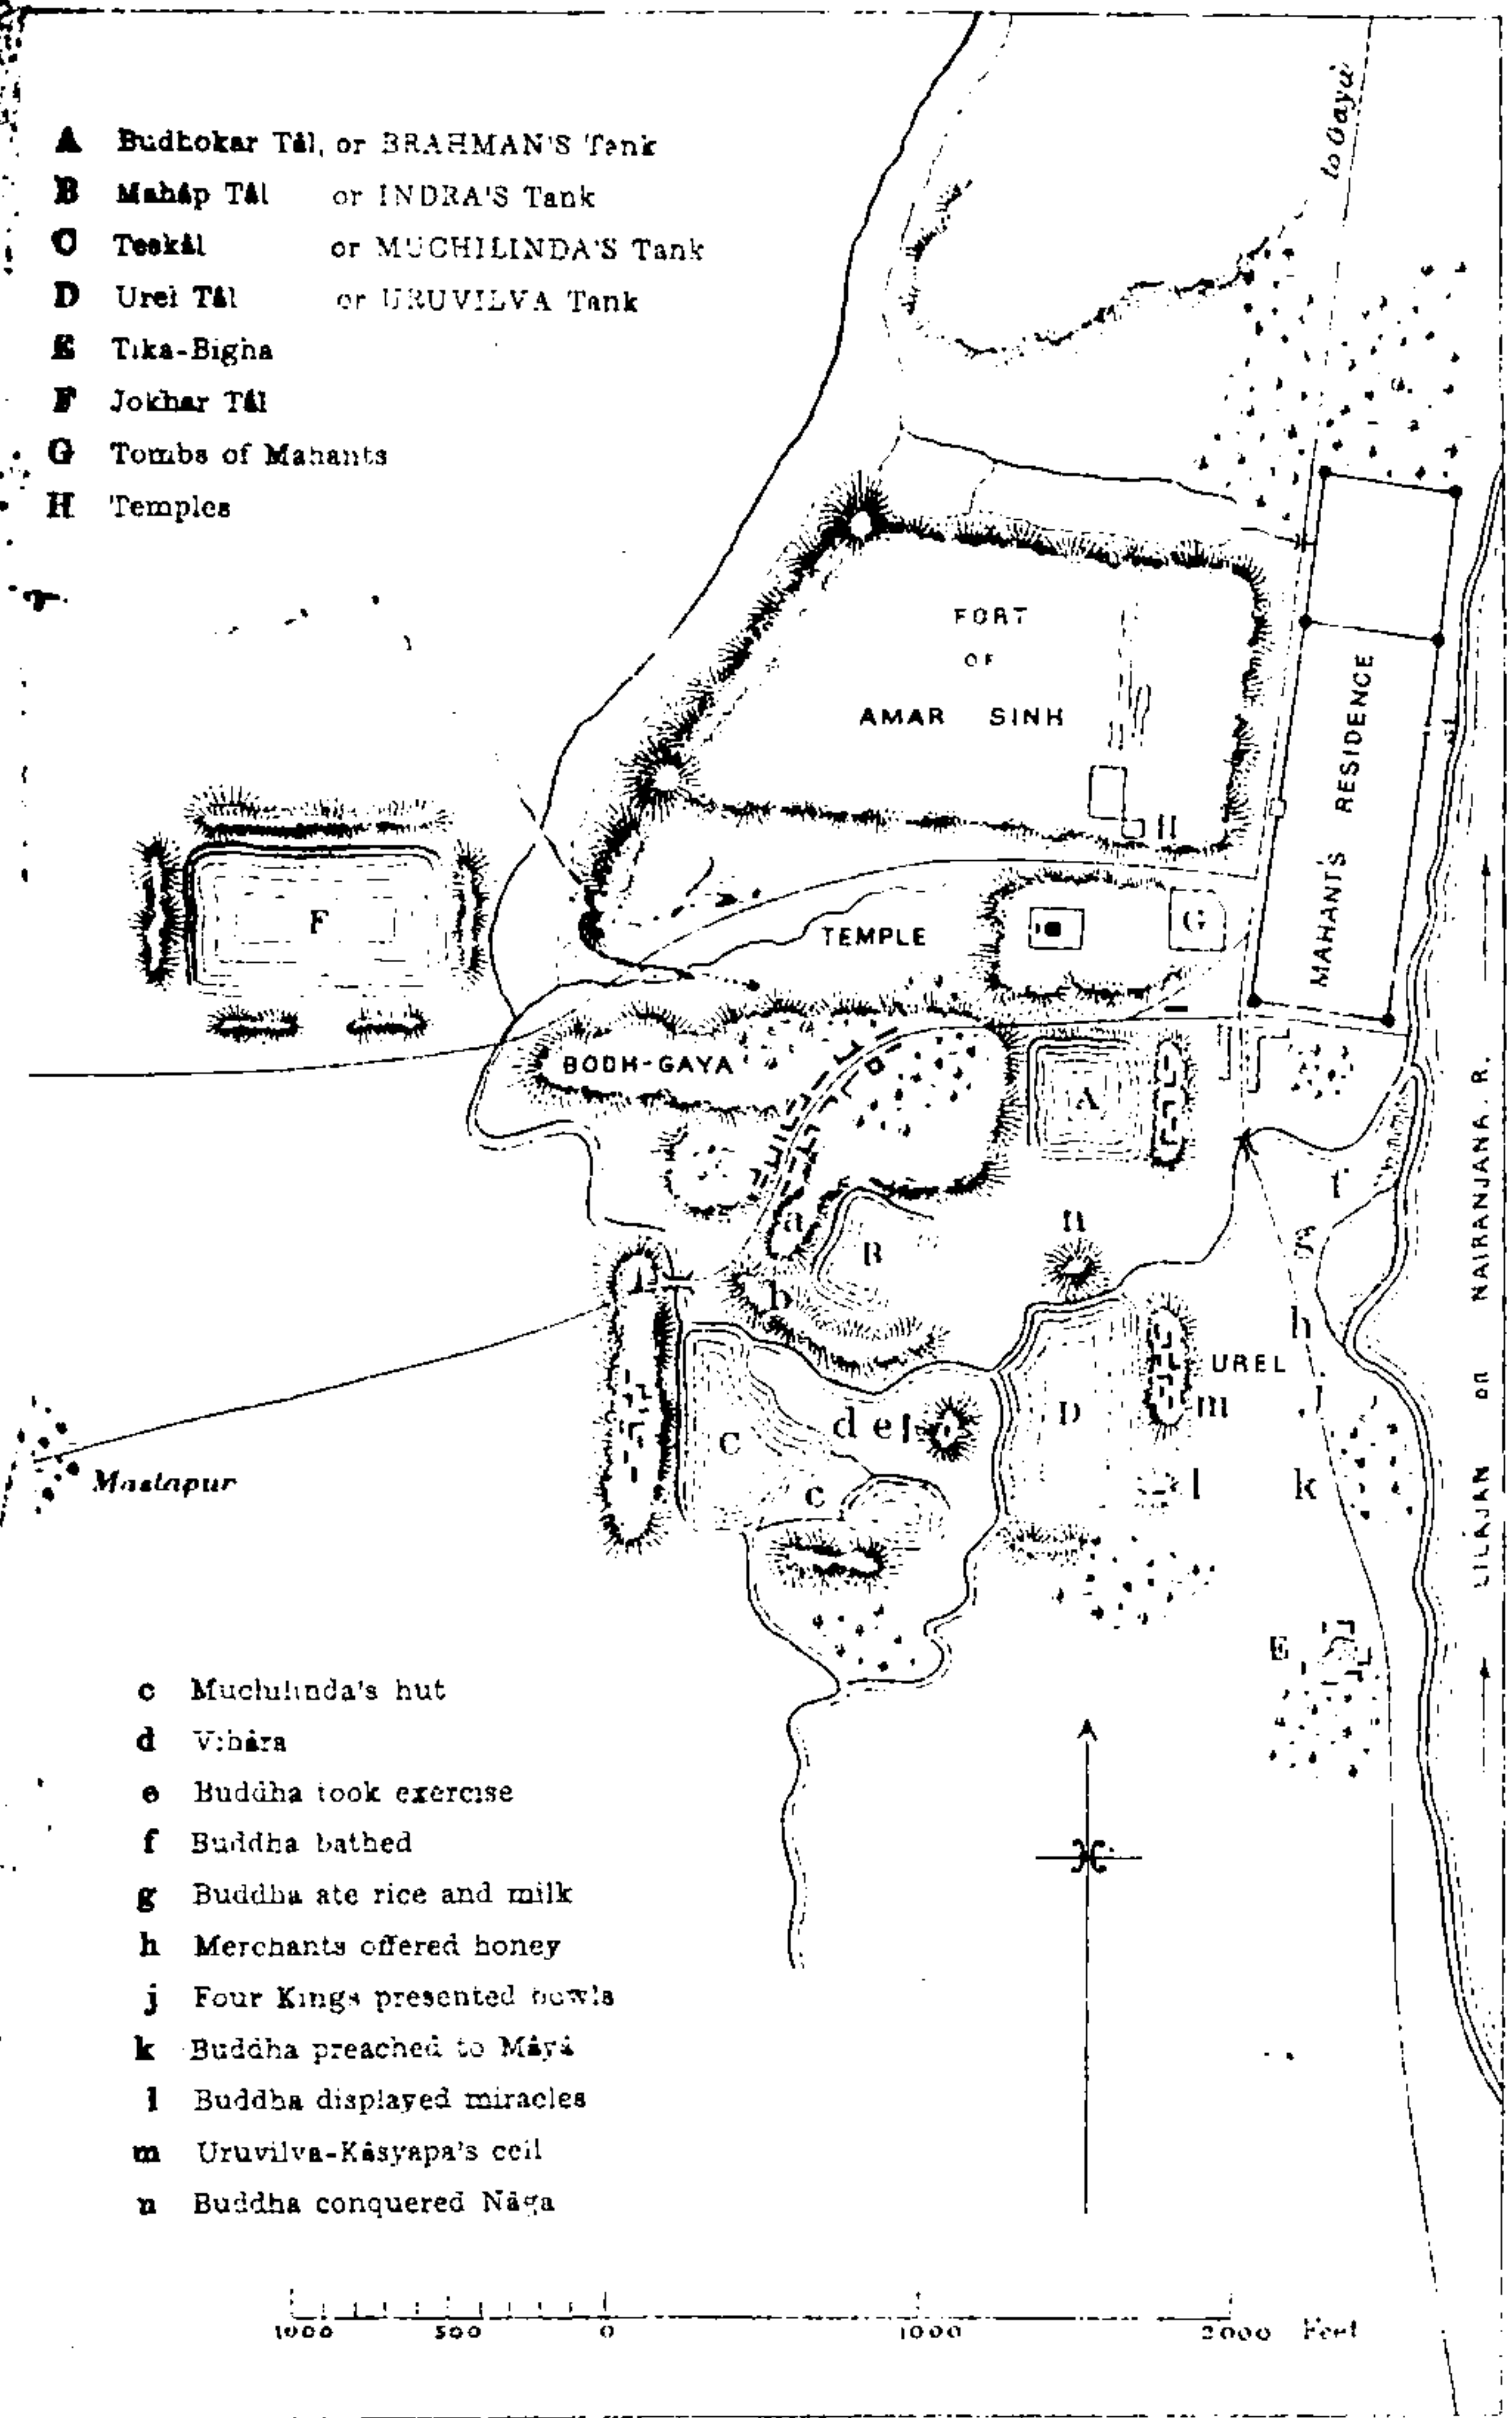 to Gayá
A Budhokar Tâl, or BRAHMAN'S Tank
B Mahâp Tâl or INDRA'S Tank
C Teskâl or MUCHILINDA'S Tank
D Urel Tâl or URUVILVA Tank
E Tika-Bigha
F Jokhar Tâl
G Tombs of Mahants
H Temples
FORT
OF
AMAR SINH
H
MAHANT'S RESIDENCE
F
TEMPLE
G
BODH-GAYA
A
a
B
n
b
h
UREL
j
d e f
D
m
C
c
l
k
Mastapur
E
LILÁJAN OR NAIRANJANA. R.
c Muchilinda's hut
d Vihâra
e Buddha took exercise
f Buddha bathed
g Buddha ate rice and milk
h Merchants offered honey
j Four Kings presented bowls
k Buddha preached to Mâyâ
l Buddha displayed miracles
m Uruvilva-Kâsyapa's cell
n Buddha conquered Nâga
1000 500 0 1000 2000 Feet